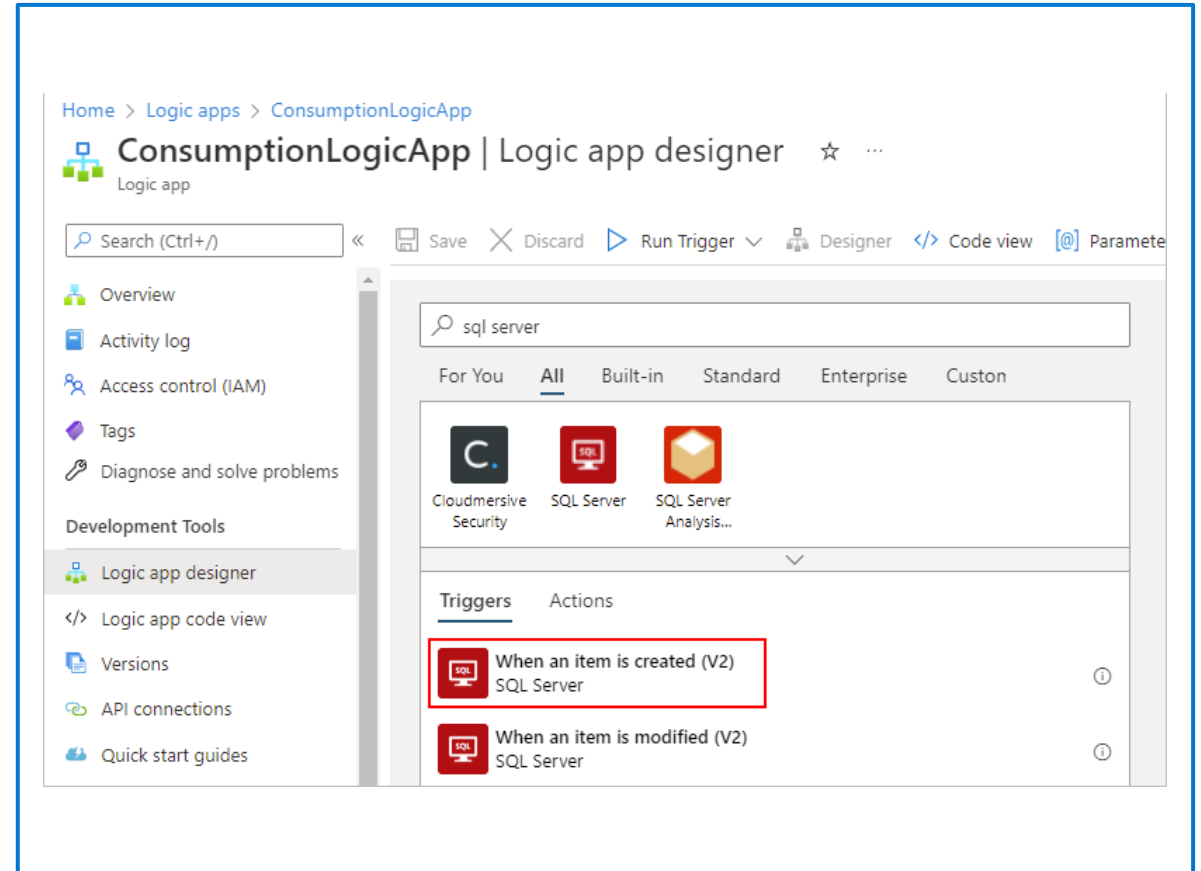 Home > Logic apps > ConsumptionLogicApp
ConsumptionLogicApp | Logic app designer
Logic app
Search (Ctrl+/)
«
Save
Discard
Run Trigger
Designer
</> Code view
[@] Paramete
Overview
Activity log
Access control (IAM)
Tags
Diagnose and solve problems
Development Tools
Logic app designer
</> Logic app code view
Versions
API connections
Quick start guides
sql server
For You All Built-in Standard Enterprise Custon
C.
Cloudmersive
Security
SQL
SQL Server
SQL Server
Analysis...
Triggers Actions
SQL
When an item is created (V2)
SQL Server
SQL
When an item is modified (V2)
SQL Server